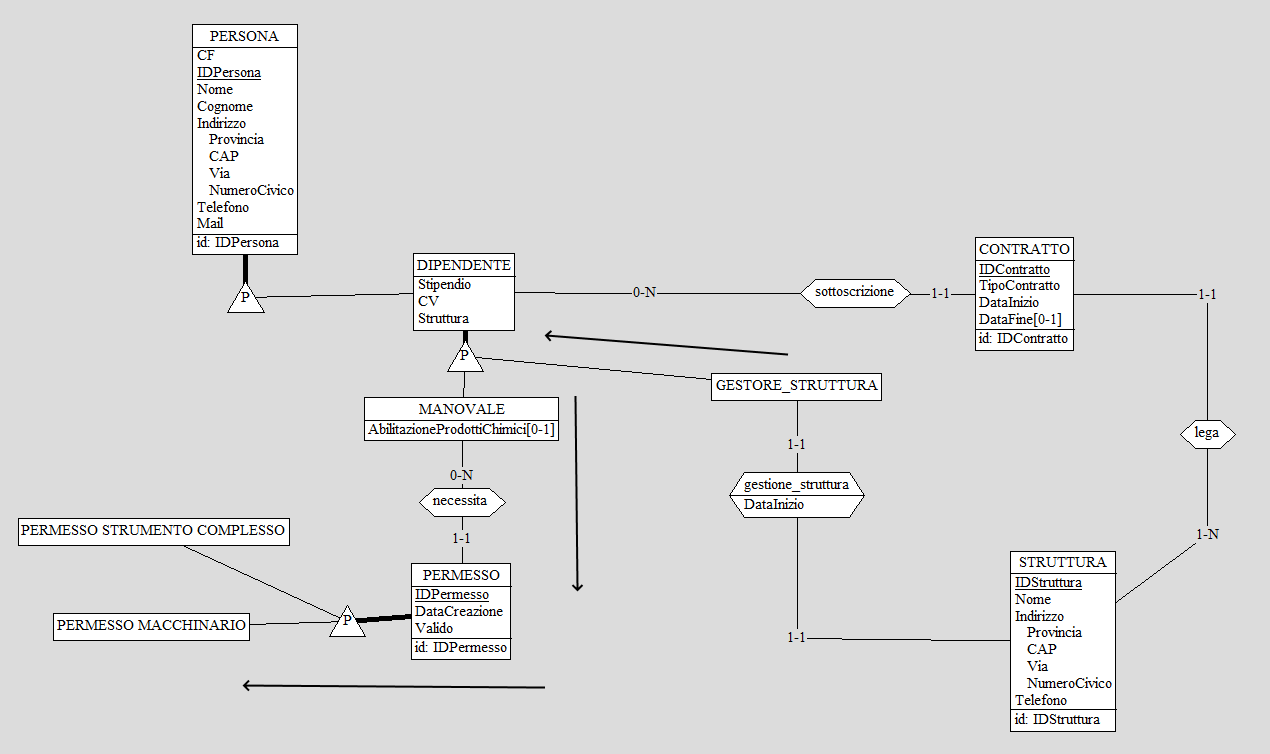 PERSONA
CF
IDPersona
Nome
Cognome
Indirizzo
Provincia
CAP
Via
NumeroCivico
Telefono
Mail
id: IDPersona
P
DIPENDENTE
Stipendio
CV
Struttura
0-N
sottoscrizione
1-1
CONTRATTO
IDContratto
TipoContratto
DataInizio
DataFine[0-1]
id: IDContratto
1-1
P
GESTORE_STRUTTURA
MANOVALE
AbilitazioneProdottiChimici[0-1]
1-1
lega
0-N
necessita
gestione_struttura
DataInizio
1-1
1-N
PERMESSO STRUMENTO COMPLESSO
PERMESSO MACCHINARIO
P
PERMESSO
IDPermesso
DataCreazione
Valido
id: IDPermesso
1-1
STRUTTURA
IDStruttura
Nome
Indirizzo
Provincia
CAP
Via
NumeroCivico
Telefono
id: IDStruttura